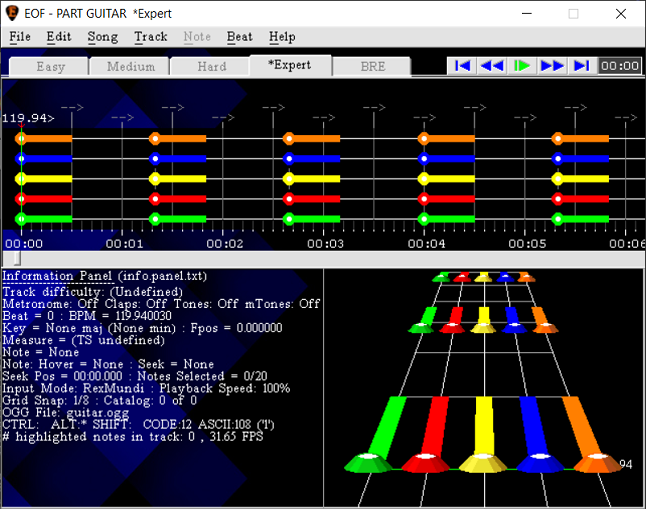 EOF - PART GUITAR *Expert
File Edit Song Track Note Beat Help
Easy Medium Hard *Expert BRE 00:00
--> --> --> --> --> -->
119.94> --> --> --> --> --> -->
00:00 00:01 00:02 00:03 00:04 00:05 00:06
Information Panel (info.panel.txt)
----------------------
Track difficulty: (Undefined)
Metronome: Off Claps: Off Tones: Off mTones: Off
Beat = 0 : BPM = 119.940030
Key = None maj (None min) : Fpos = 0.000000
Measure = (TS undefined)
Note = None
Note: Hover = None : Seek = None
Seek Pos = 00:00.000 : Notes Selected = 0/20
Input Mode: RexMundi : Playback Speed: 100%
Grid Snap: 1/8 : Catalog: 0 of 0
OGG File: guitar.ogg
CTRL: ALT:* SHIFT: CODE:12 ASCII:108 ('l')
# highlighted notes in track: 0 , 31.65 FPS
94